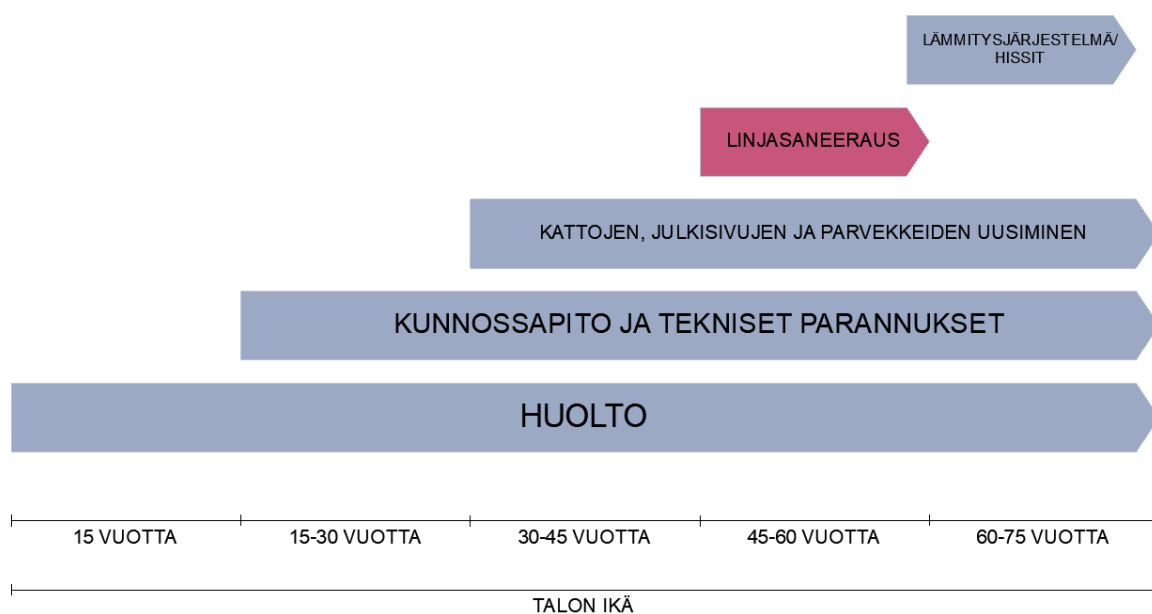 LÄMMITYSJÄRJESTELMÄ/
HISSIT
LINJASANEERAUS
KATTOJEN, JULKISIVUJEN JA PARVEKKEIDEN UUSIMINEN
KUNNOSSAPITO JA TEKNISET PARANNUKSET
HUOLTO
15 VUOTTA
15-30 VUOTTA
30-45 VUOTTA
45-60 VUOTTA
60-75 VUOTTA
TALON IKÄ